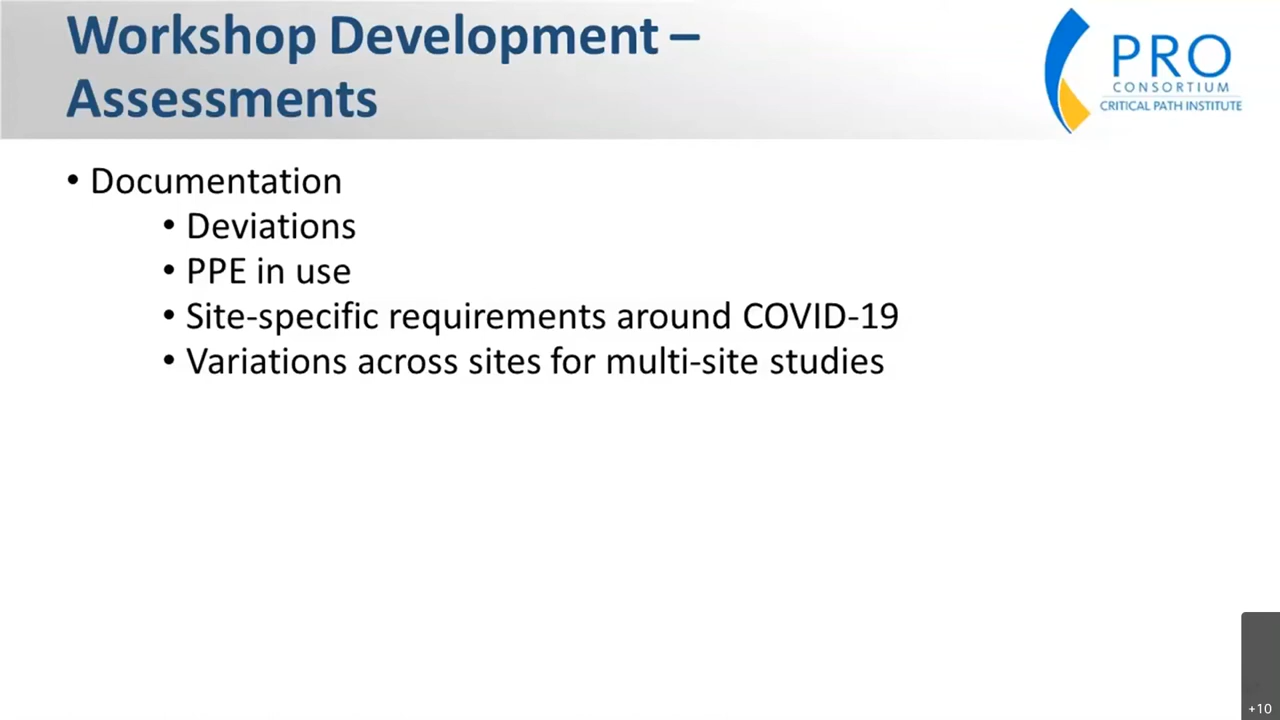 Workshop Development –
Assessments
PRO
CONSORTIUM
CRITICAL PATH INSTITUTE
• Documentation
• Deviations
• PPE in use
• Site-specific requirements around COVID-19
• Variations across sites for multi-site studies
+10